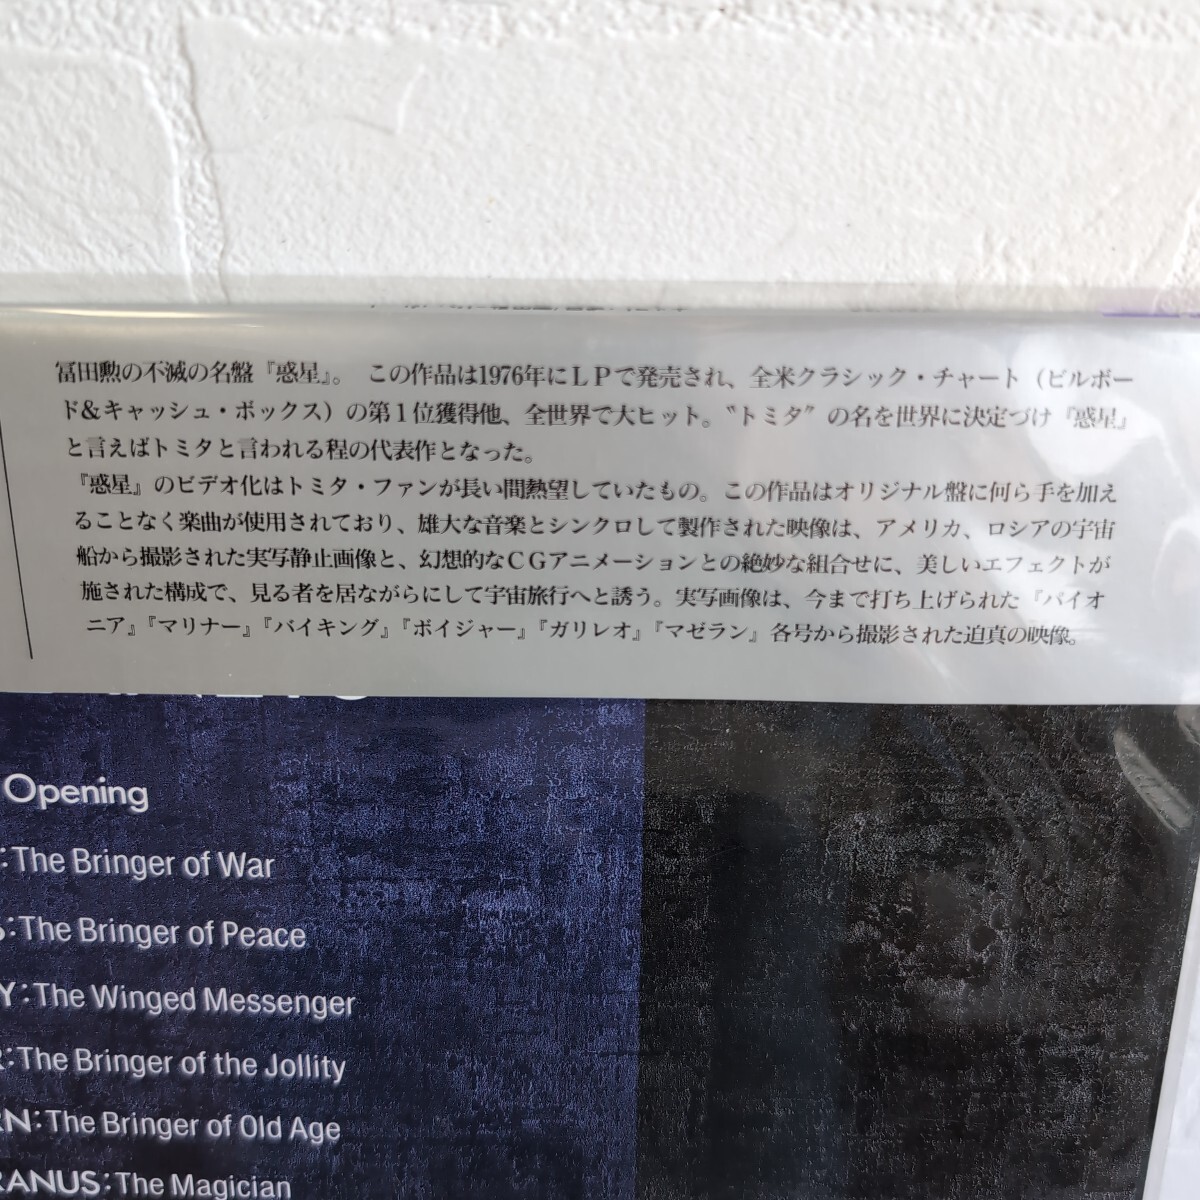 冨田勲の不滅の名盤『惑星』。 この作品は1976年にＬＰで発売され、全米クラシック・チャート（ビルボー
ド&キャッシュ・ボックス）の第１位獲得他、全世界で大ヒット。〝トミタ〟の名を世界に決定づけ『惑星』
と言えばトミタと言われる程の代表作となった。
『惑星』のビデオ化はトミタ・ファンが長い間熱望していたもの。この作品はオリジナル盤に何ら手を加え
ることなく楽曲が使用されており、雄大な音楽とシンクロして製作された映像は、アメリカ、ロシアの宇宙
船から撮影された実写静止画像と、幻想的なＣＧアニメーションとの絶妙な組合せに、美しいエフェクトが
施された構成で、見る者を居ながらにして宇宙旅行へと誘う。実写画像は、今まで打ち上げられた『パイオ
ニア』『マリナー』『バイキング』『ボイジャー』『ガリレオ』『マゼラン』各号から撮影された迫真の映像。
Opening
:The Bringer of War
:The Bringer of Peace
Y:The Winged Messenger
R:The Bringer of the Jollity
RN:The Bringer of Old Age
RANUS:The Magician